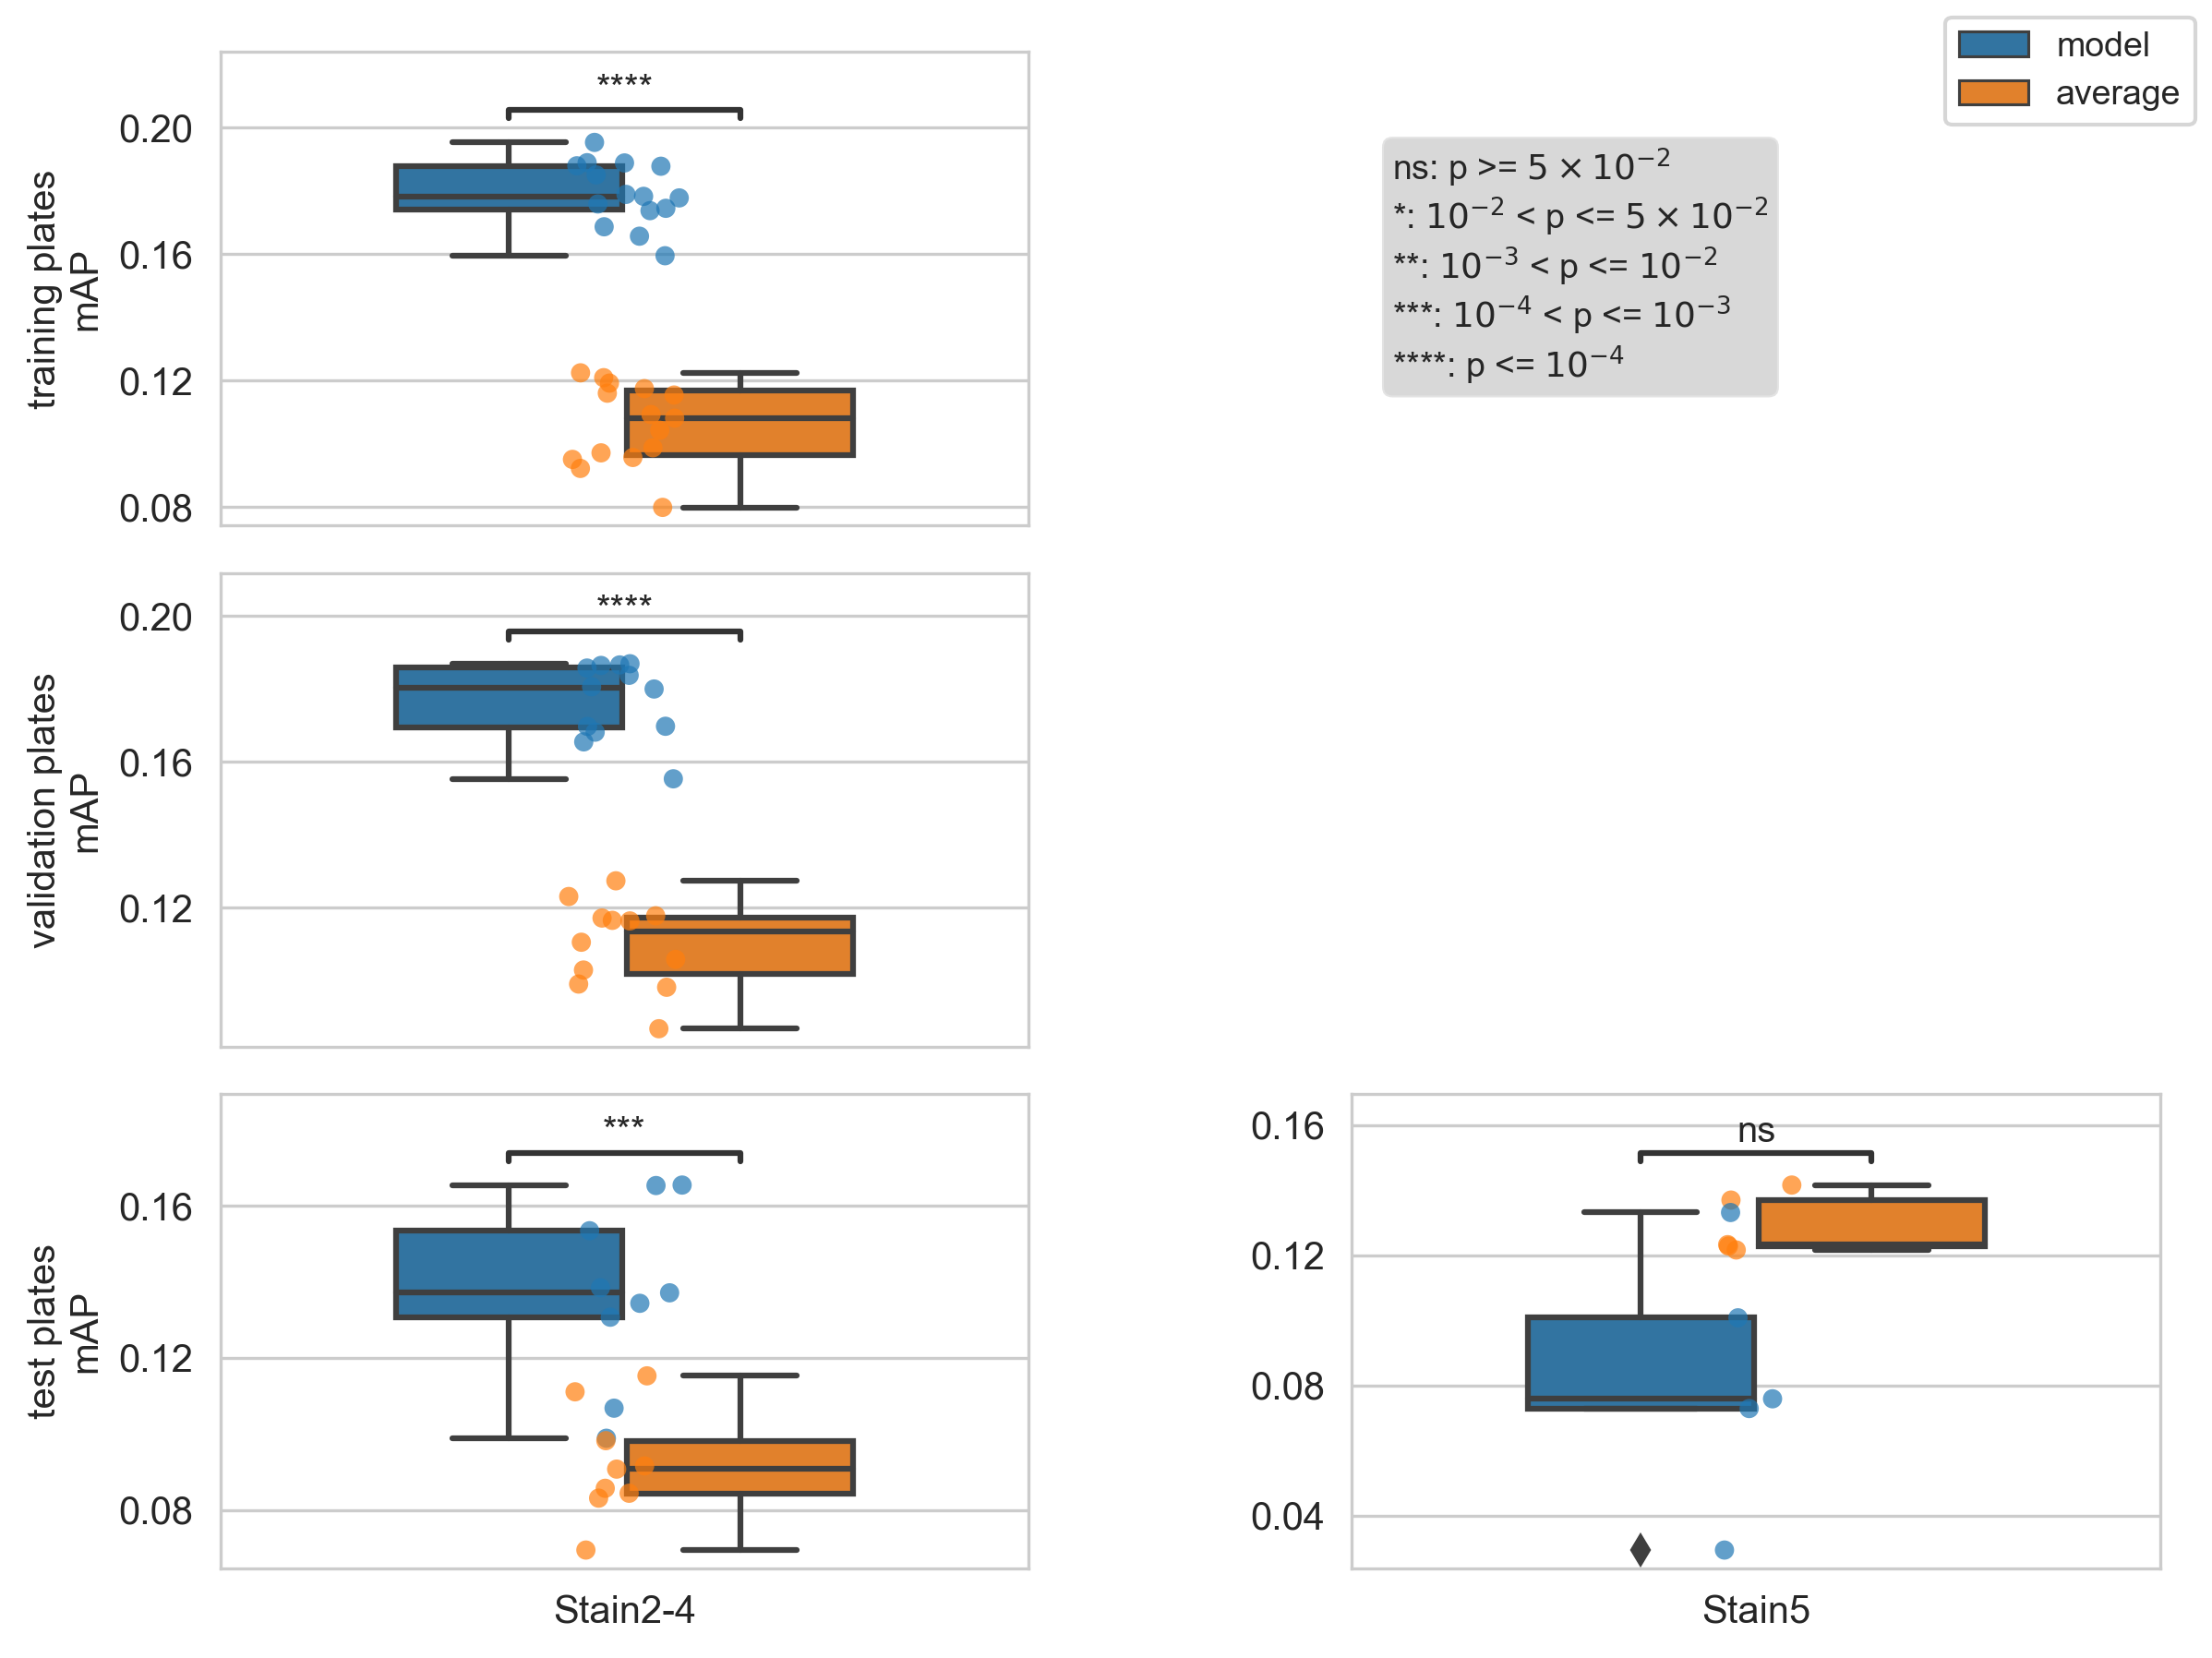 model
average
****
0.20
0.16
0.12
0.08
training plates
mAP
ns: p >= 5 × 10⁻²
*: 10⁻² < p <= 5 × 10⁻²
**: 10⁻³ < p <= 10⁻²
***: 10⁻⁴ < p <= 10⁻³
****: p <= 10⁻⁴
****
0.20
0.16
0.12
validation plates
mAP
***
0.16
0.12
0.08
test plates
mAP
Stain2-4
ns
0.16
0.12
0.08
0.04
Stain5